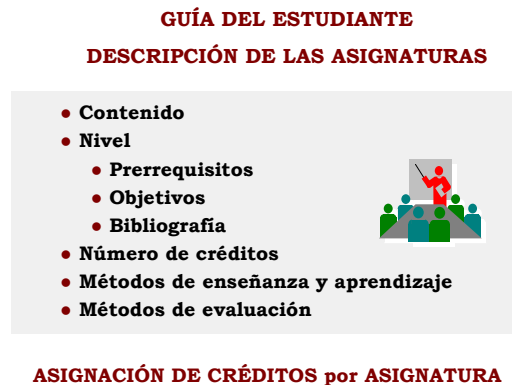 GUÍA DEL ESTUDIANTE
DESCRIPCIÓN DE LAS ASIGNATURAS
● Contenido
● Nivel
● Prerrequisitos
● Objetivos
● Bibliografía
● Número de créditos
● Métodos de enseñanza y aprendizaje
● Métodos de evaluación
ASIGNACIÓN DE CRÉDITOS por ASIGNATURA